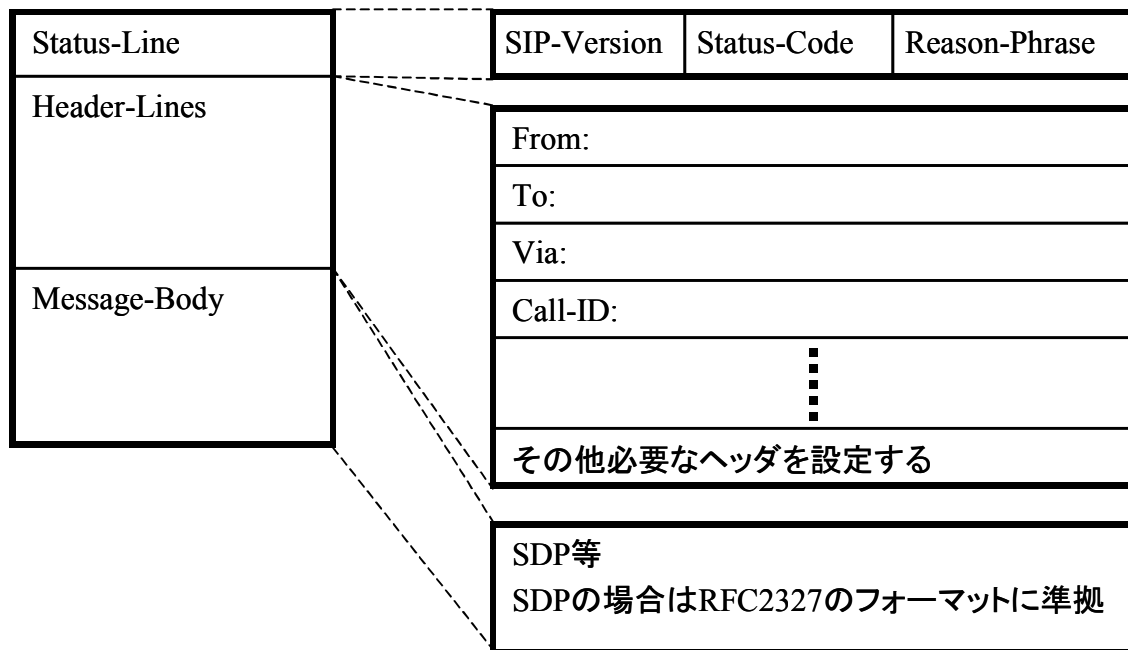 Status-Line
Header-Lines
Message-Body
SIP-Version Status-Code Reason-Phrase
From:
To:
Via:
Call-ID:
その他必要なヘッダを設定する
SDP等
SDPの場合はRFC2327のフォーマットに準拠